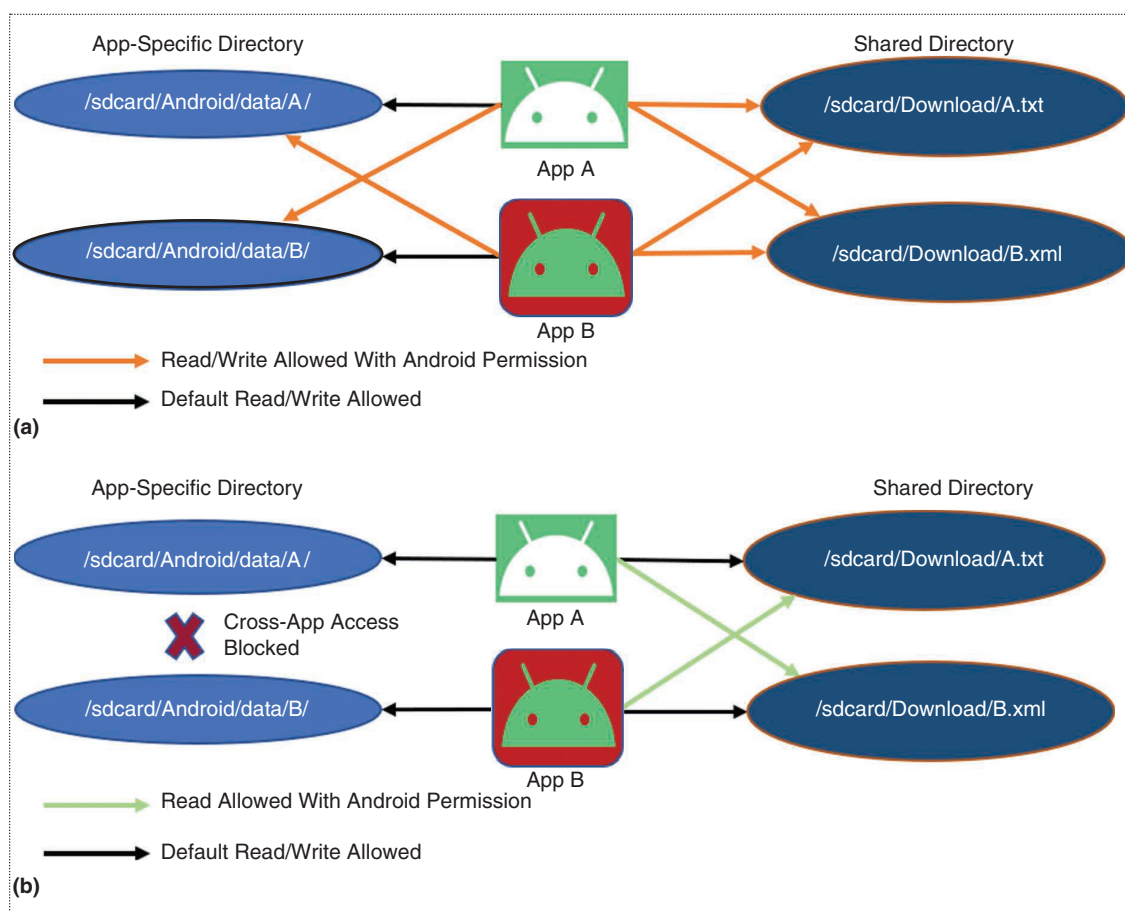 App-Specific Directory
Shared Directory
/sdcard/Android/data/A/
/sdcard/Download/A.txt
App A
/sdcard/Android/data/B/
/sdcard/Download/B.xml
App B
Read/Write Allowed With Android Permission
Default Read/Write Allowed
(a)
App-Specific Directory
Shared Directory
/sdcard/Android/data/A/
/sdcard/Download/A.txt
App A
Cross-App Access
Blocked
/sdcard/Android/data/B/
/sdcard/Download/B.xml
App B
Read Allowed With Android Permission
Default Read/Write Allowed
(b)